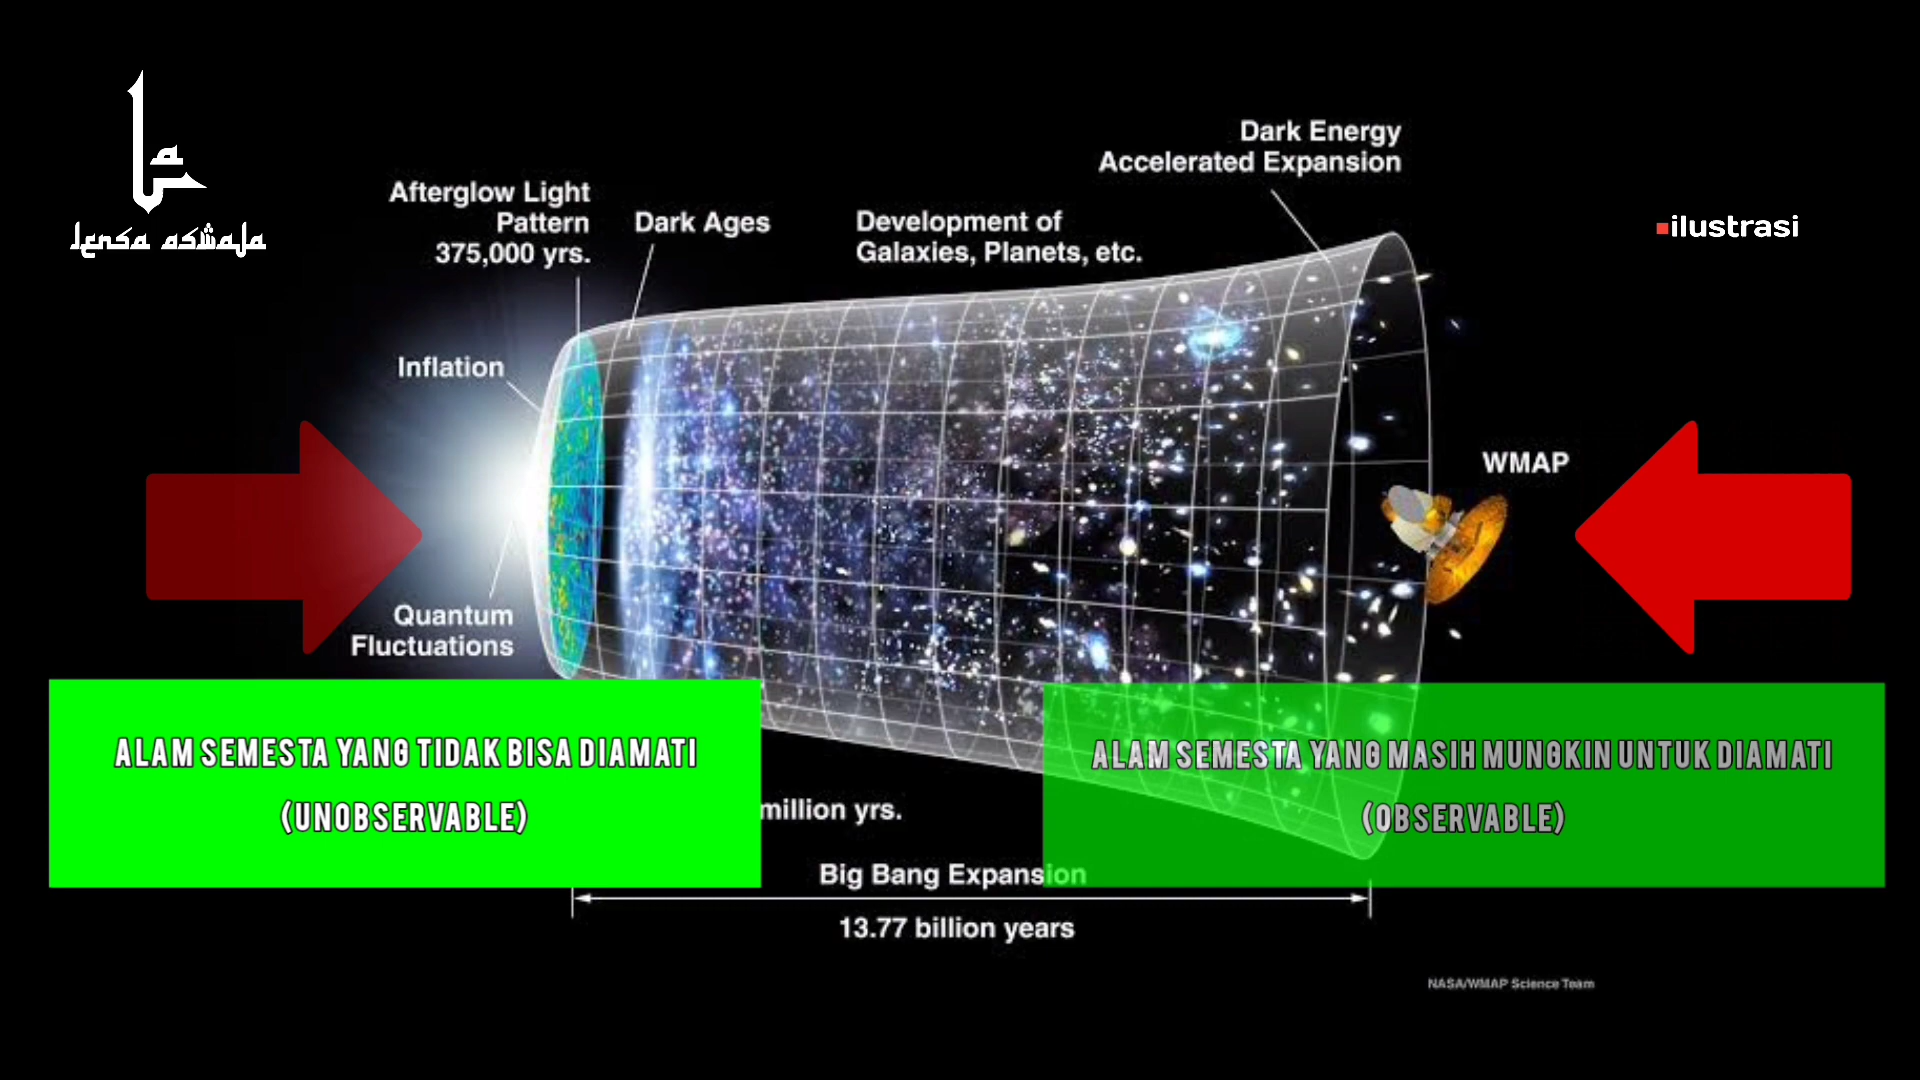 lensa aswaja
Dark Energy
Accelerated Expansion
Afterglow Light
Pattern
375,000 yrs.
Dark Ages
Development of
Galaxies, Planets, etc.
ilustrasi
Inflation
WMAP
Quantum
Fluctuations
ALAM SEMESTA YANG TIDAK BISA DIAMATI
(UNOBSERVABLE)
ALAM SEMESTA YANG MASIH MUNGKIN UNTUK DIAMATI
(OBSERVABLE)
million yrs.
Big Bang Expansion
13.77 billion years
NASA/WMAP Science Team